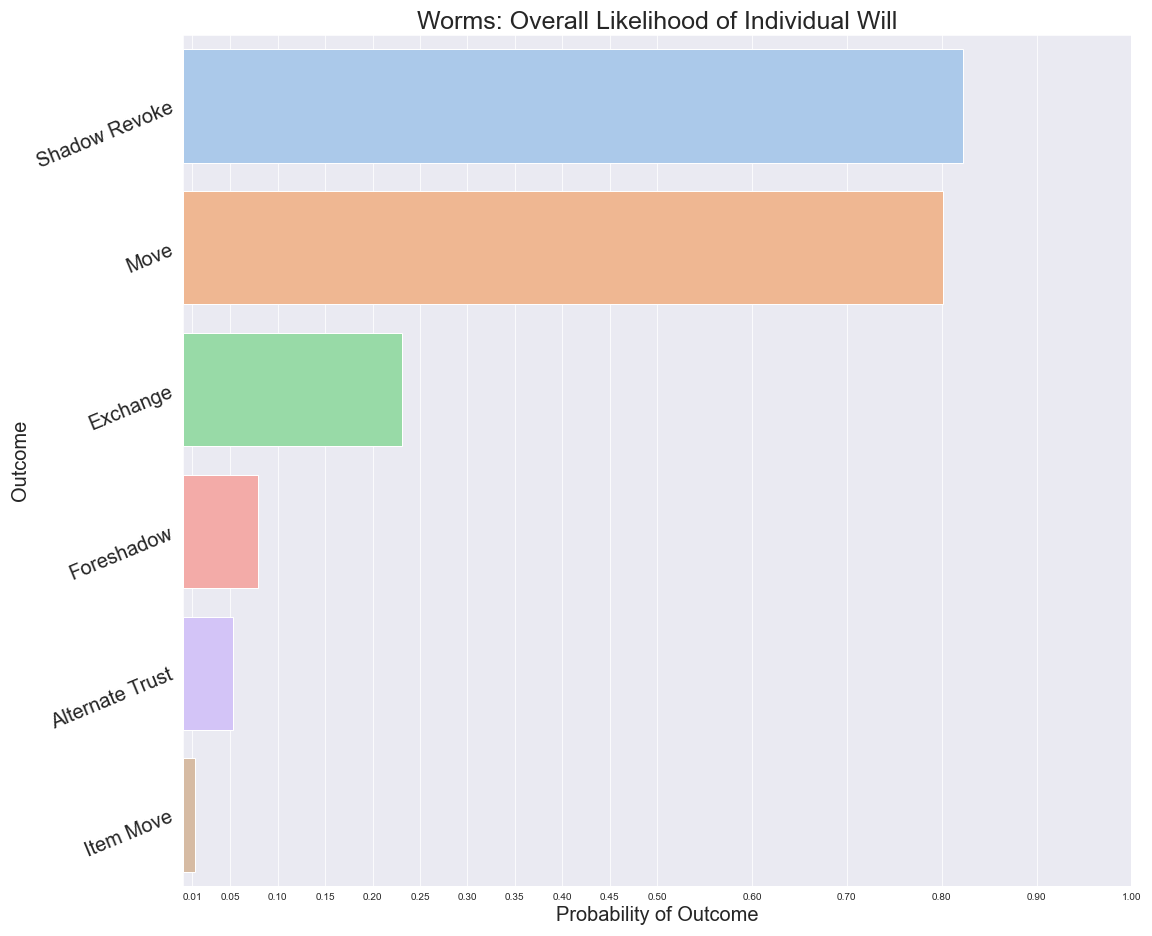 Worms: Overall Likelihood of Individual Will
Shadow Revoke
Move
Exchange
Foreshadow
Alternate Trust
Item Move
Outcome
0.01 0.05 0.10 0.15 0.20 0.25 0.30 0.35 0.40 0.45 0.50 0.60 0.70 0.80 0.90 1.00
Probability of Outcome